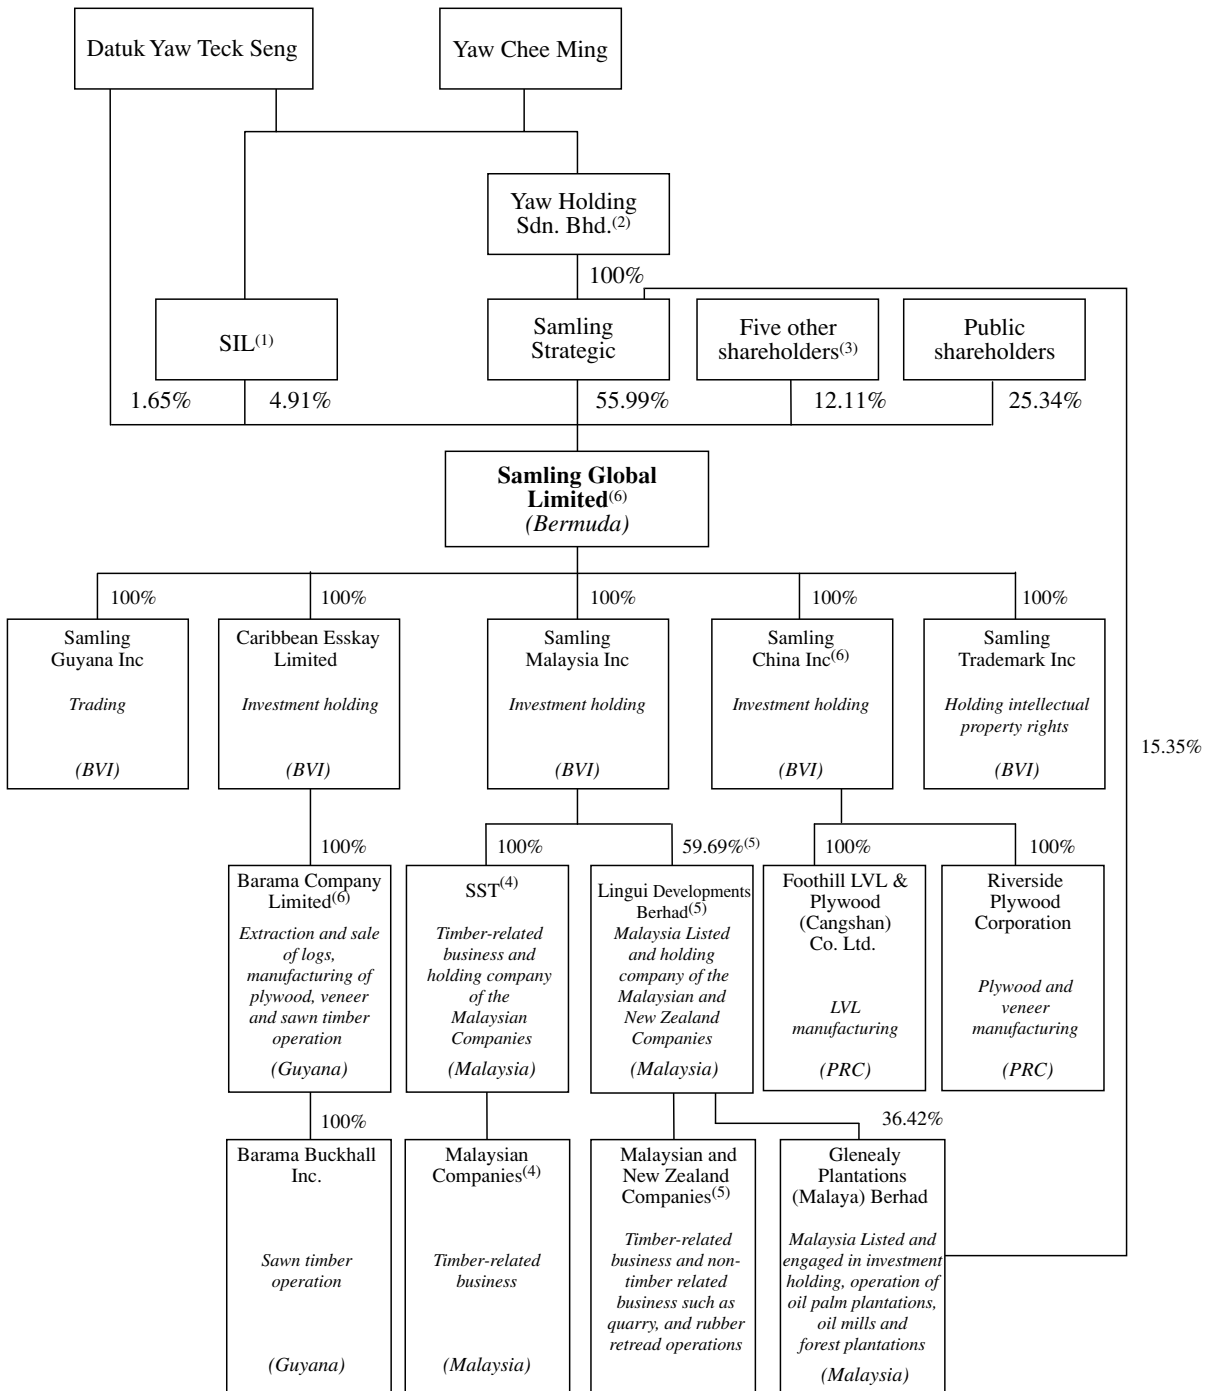 Datuk Yaw Teck Seng
Yaw Chee Ming
Yaw Holding
Sdn. Bhd.(2)
100%
SIL(1)
Samling
Strategic
Five other
shareholders(3)
Public
shareholders
1.65%
4.91%
55.99%
12.11%
25.34%
Samling Global
Limited(6)
(Bermuda)
100%
100%
100%
100%
100%
Samling
Guyana Inc
Trading
(BVI)
Caribbean Esskay
Limited
Investment holding
(BVI)
Samling
Malaysia Inc
Investment holding
(BVI)
Samling
China Inc(6)
Investment holding
(BVI)
Samling
Trademark Inc
Holding intellectual
property rights
(BVI)
15.35%
100%
100%
59.69%(5)
100%
100%
Barama Company
Limited(6)
Extraction and sale
of logs,
manufacturing of
plywood, veneer
and sawn timber
operation
(Guyana)
SST(4)
Timber-related
business and
holding company
of the
Malaysian
Companies
(Malaysia)
Lingui Developments
Berhad(5)
Malaysia Listed
and holding
company of the
Malaysian and
New Zealand
Companies
(Malaysia)
Foothill LVL &
Plywood
(Cangshan)
Co. Ltd.
LVL
manufacturing
(PRC)
Riverside
Plywood
Corporation
Plywood and
veneer
manufacturing
(PRC)
100%
36.42%
Barama Buckhall
Inc.
Sawn timber
operation
(Guyana)
Malaysian
Companies(4)
Timber-related
business
(Malaysia)
Malaysian and
New Zealand
Companies(5)
Timber-related
business and non-
timber related
business such as
quarry, and rubber
retread operations
Glenealy
Plantations
(Malaya) Berhad
Malaysia Listed and
engaged in investment
holding, operation of
oil palm plantations,
oil mills and
forest plantations
(Malaysia)